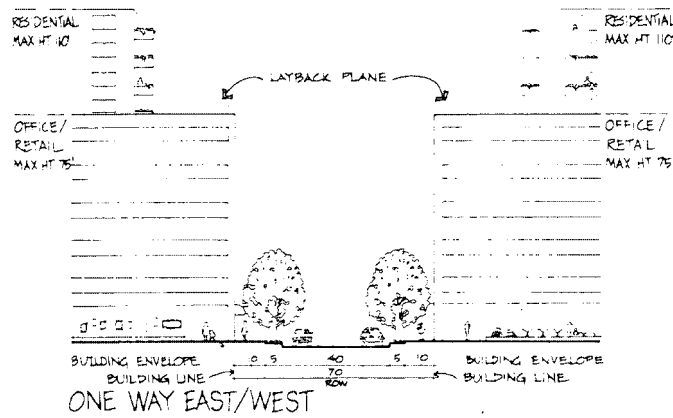 RESIDENTIAL
MAX HT 110'
RESIDENTIAL
MAX HT 110'
LAYBACK PLANE
OFFICE/
RETAIL
MAX HT 75'
OFFICE/
RETAIL
MAX HT 75
BUILDING ENVELOPE
10 5 40 5 10
BUILDING ENVELOPE
BUILDING LINE
70
BUILDING LINE
ROW
ONE WAY EAST/WEST